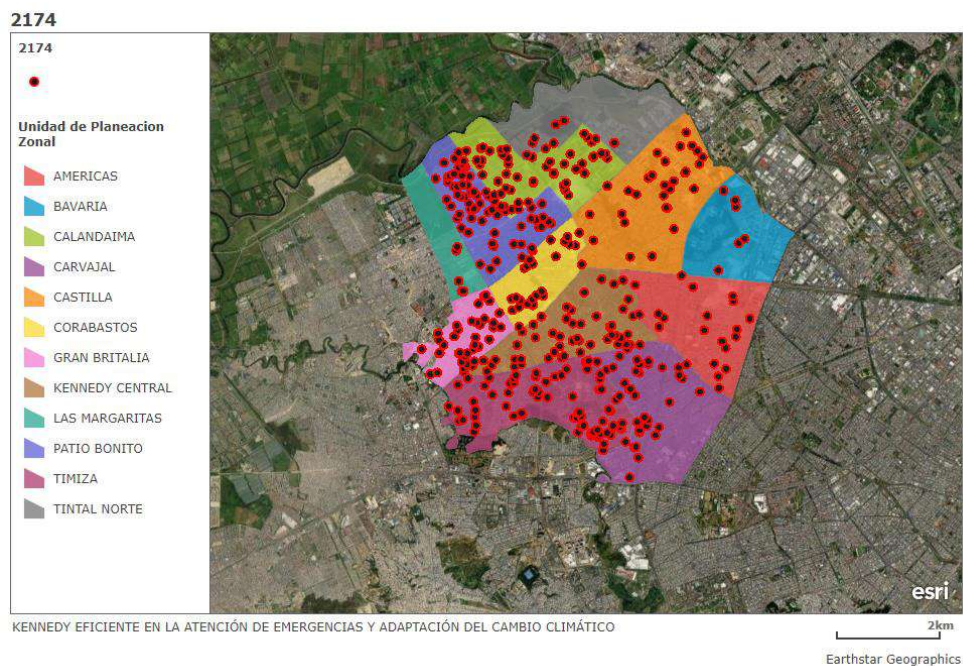 2174
2174
Unidad de Planeacion
Zonal
AMERICAS
BAVARIA
CALANDAIMA
CARVAJAL
CASTILLA
CORABASTOS
GRAN BRITALIA
KENNEDY CENTRAL
LAS MARGARITAS
PATIO BONITO
TIMIZA
TINTAL NORTE
esri
KENNEDY EFICIENTE EN LA ATENCIÓN DE EMERGENCIAS Y ADAPTACIÓN DEL CAMBIO CLIMÁTICO
2km
Earthstar Geographics